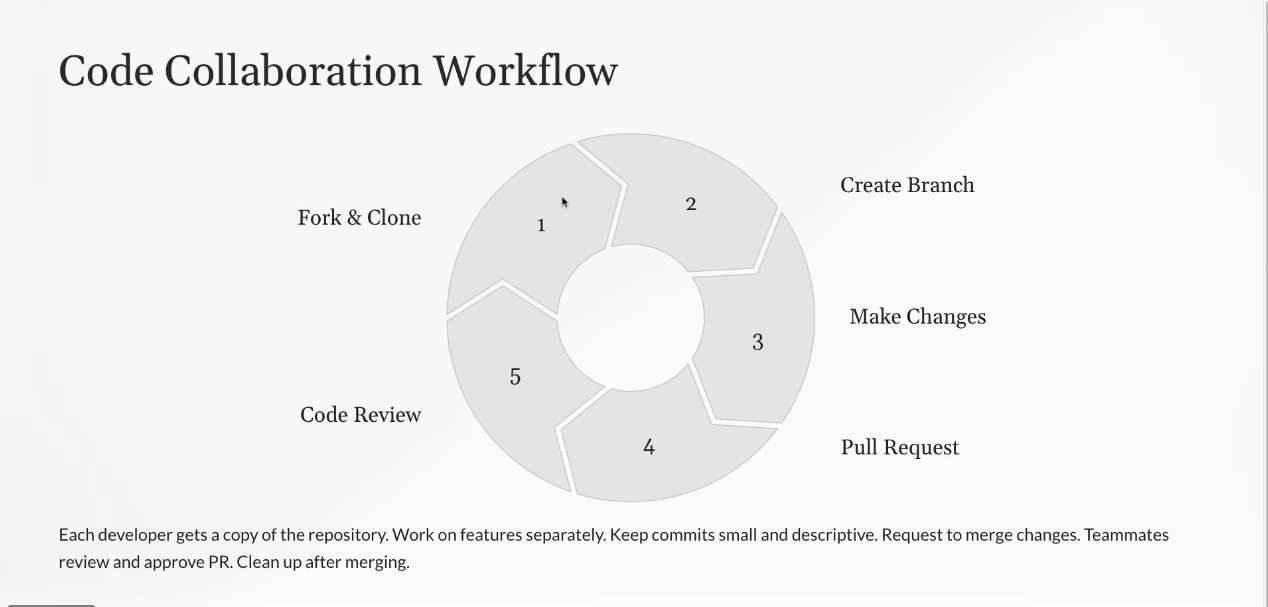 Code Collaboration Workflow
Fork & Clone
1
2
Create Branch
3
Make Changes
4
Pull Request
5
Code Review
Each developer gets a copy of the repository. Work on features separately. Keep commits small and descriptive. Request to merge changes. Teammates
review and approve PR. Clean up after merging.